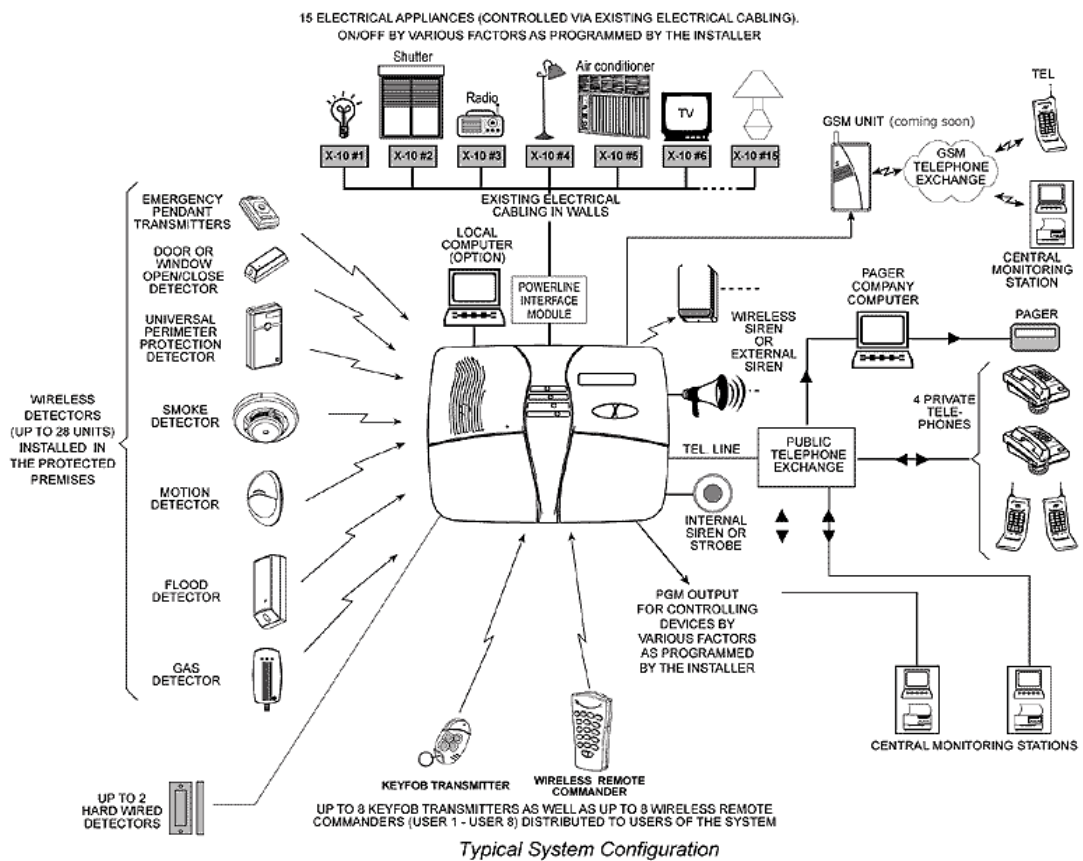 15 ELECTRICAL APPLIANCES (CONTROLLED VIA EXISTING ELECTRICAL CABLING).
ON/OFF BY VARIOUS FACTORS AS PROGRAMMED BY THE INSTALLER
Shutter
Radio
Air conditioner
TV
X-10 #1
X-10 #2
X-10 #3
X-10 #4
X-10 #5
X-10 #6
X-10 #15
EXISTING ELECTRICAL
CABLING IN WALLS
TEL
GSM UNIT (coming soon)
GSM
TELEPHONE
EXCHANGE
CENTRAL
MONITORING
STATION
LOCAL
COMPUTER
(OPTION)
POWERLINE
INTERFACE
MODULE
PAGER
COMPANY
COMPUTER
PAGER
WIRELESS
SIREN
OR
EXTERNAL
SIREN
4 PRIVATE
TELE-
PHONES
TEL. LINE
PUBLIC
TELEPHONE
EXCHANGE
INTERNAL
SIREN OR
STROBE
PGM OUTPUT
FOR CONTROLLING
DEVICES BY
VARIOUS FACTORS
AS PROGRAMMED
BY THE INSTALLER
CENTRAL MONITORING STATIONS
WIRELESS
DETECTORS
(UP TO 28 UNITS)
INSTALLED IN
THE PROTECTED
PREMISES
EMERGENCY
PENDANT
TRANSMITTERS
DOOR OR
WINDOW
OPEN/CLOSE
DETECTOR
UNIVERSAL
PERIMETER
PROTECTION
DETECTOR
SMOKE
DETECTOR
MOTION
DETECTOR
FLOOD
DETECTOR
GAS
DETECTOR
UP TO 2
HARD WIRED
DETECTORS
KEYFOB TRANSMITTER
WIRELESS REMOTE
COMMANDER
UP TO 8 KEYFOB TRANSMITTERS AS WELL AS UP TO 8 WIRELESS REMOTE
COMMANDERS (USER 1 - USER 8) DISTRIBUTED TO USERS OF THE SYSTEM
Typical System Configuration